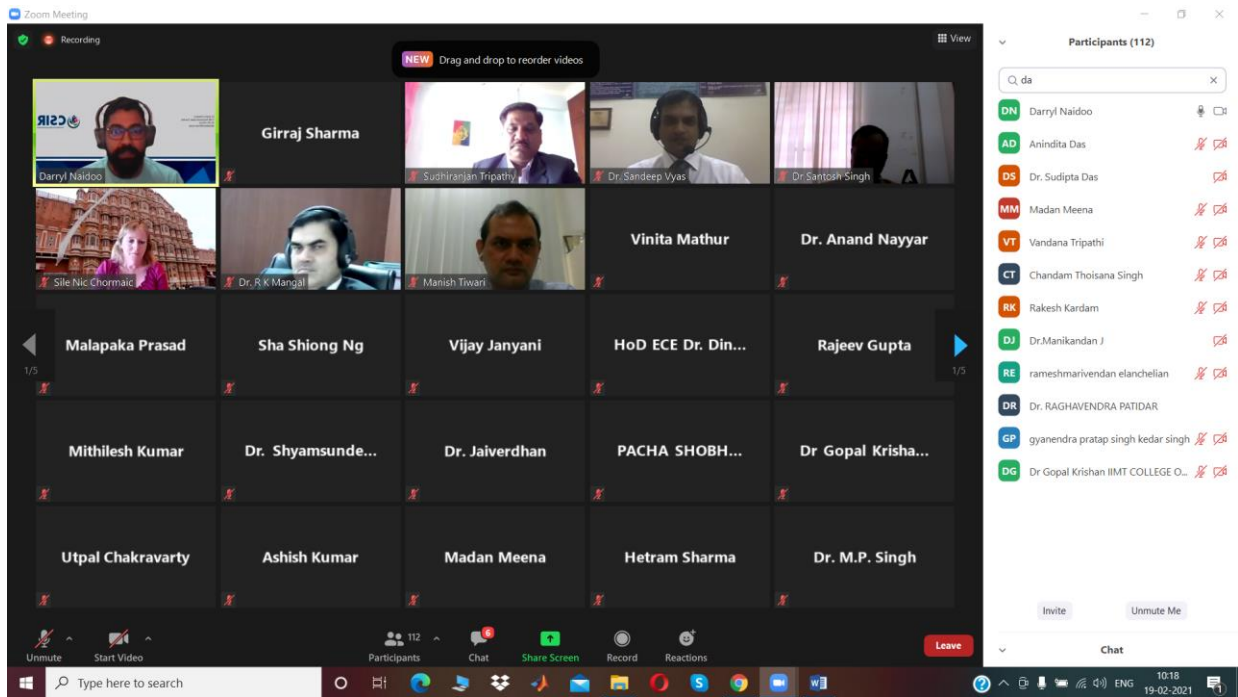 Zoom Meeting
Recording
View
NEW Drag and drop to reorder videos
CSIR
Darryl Naidoo
Girraj Sharma
Sudhiranjan Tripathy
Dr. Sandeep Vyas
Dr Santosh Singh
Sile Nic Chormaic
Dr. R K Mangal
Manish Tiwari
Vinita Mathur
Dr. Anand Nayyar
Malapaka Prasad
Sha Shiong Ng
Vijay Janyani
HoD ECE Dr. Din...
Rajeev Gupta
1/5
1/5
Mithilesh Kumar
Dr. Shyamsunde...
Dr. Jaiverdhan
PACHA SHOBH...
Dr Gopal Krisha...
Utpal Chakravarty
Ashish Kumar
Madan Meena
Hetram Sharma
Dr. M.P. Singh
Unmute
Start Video
112
Participants
6
Chat
Share Screen
Record
Reactions
Leave
Participants (112)
da
DN Darryl Naidoo
AD Anindita Das
DS Dr. Sudipta Das
MM Madan Meena
VT Vandana Tripathi
CT Chandam Thoisana Singh
RK Rakesh Kardam
DJ Dr.Manikandan J
RE rameshmarivendan elanchelian
DR Dr. RAGHAVENDRA PATIDAR
GP gyanendra pratap singh kedar singh
DG Dr Gopal Krishan IIMT COLLEGE O...
Invite
Unmute Me
Chat
Type here to search
ENG
10:18
19-02-2021
1